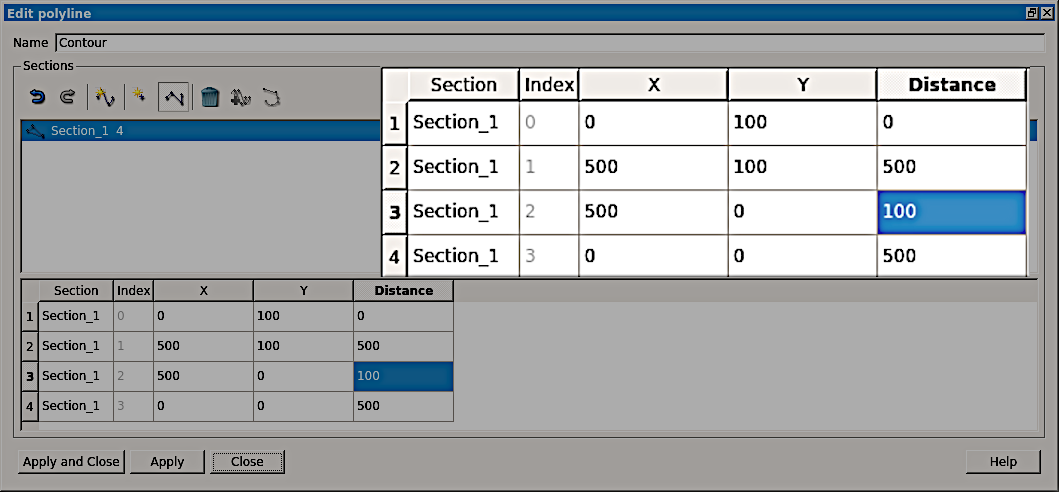 Edit polyline
Name Contour
Sections
Section_1 4
Section Index X Y Distance
1 Section_1 0 0 100 0
2 Section_1 1 500 100 500
3 Section_1 2 500 0 100
4 Section_1 3 0 0 500
Section Index X Y Distance
1 Section_1 0 0 100 0
2 Section_1 1 500 100 500
3 Section_1 2 500 0 100
4 Section_1 3 0 0 500
Apply and Close Apply Close Help